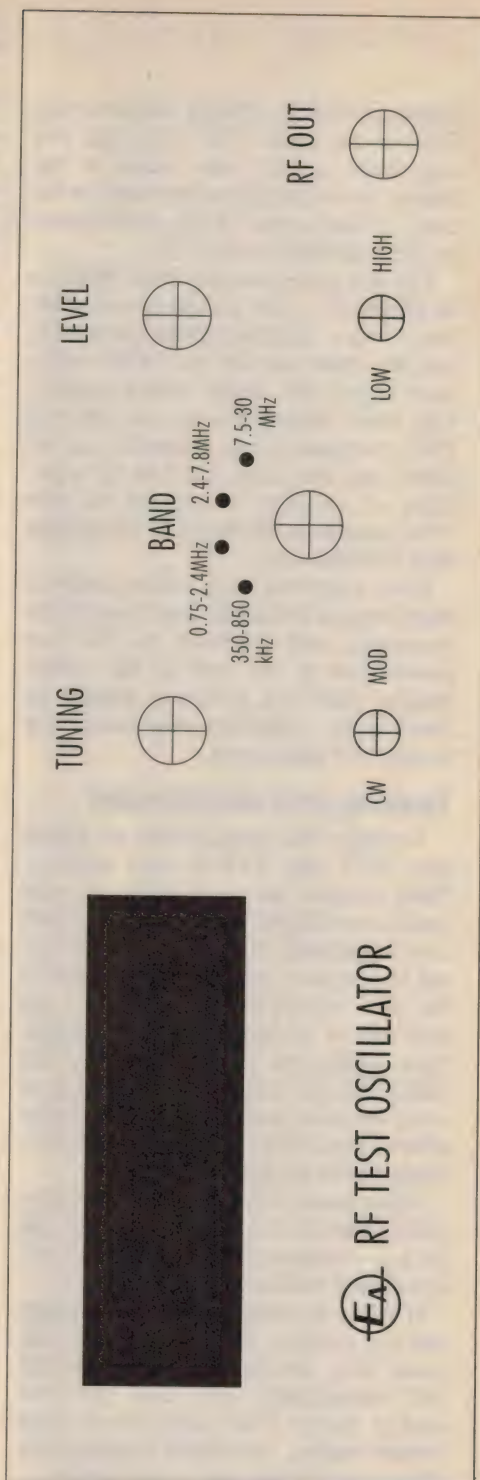 TUNING
BAND
LEVEL
0.75-2.4MHz
2.4-7.8MHz
350-850
kHz
7.5-30
MHz
RF OUT
CW
MOD
LOW
HIGH
EA RF TEST OSCILLATOR